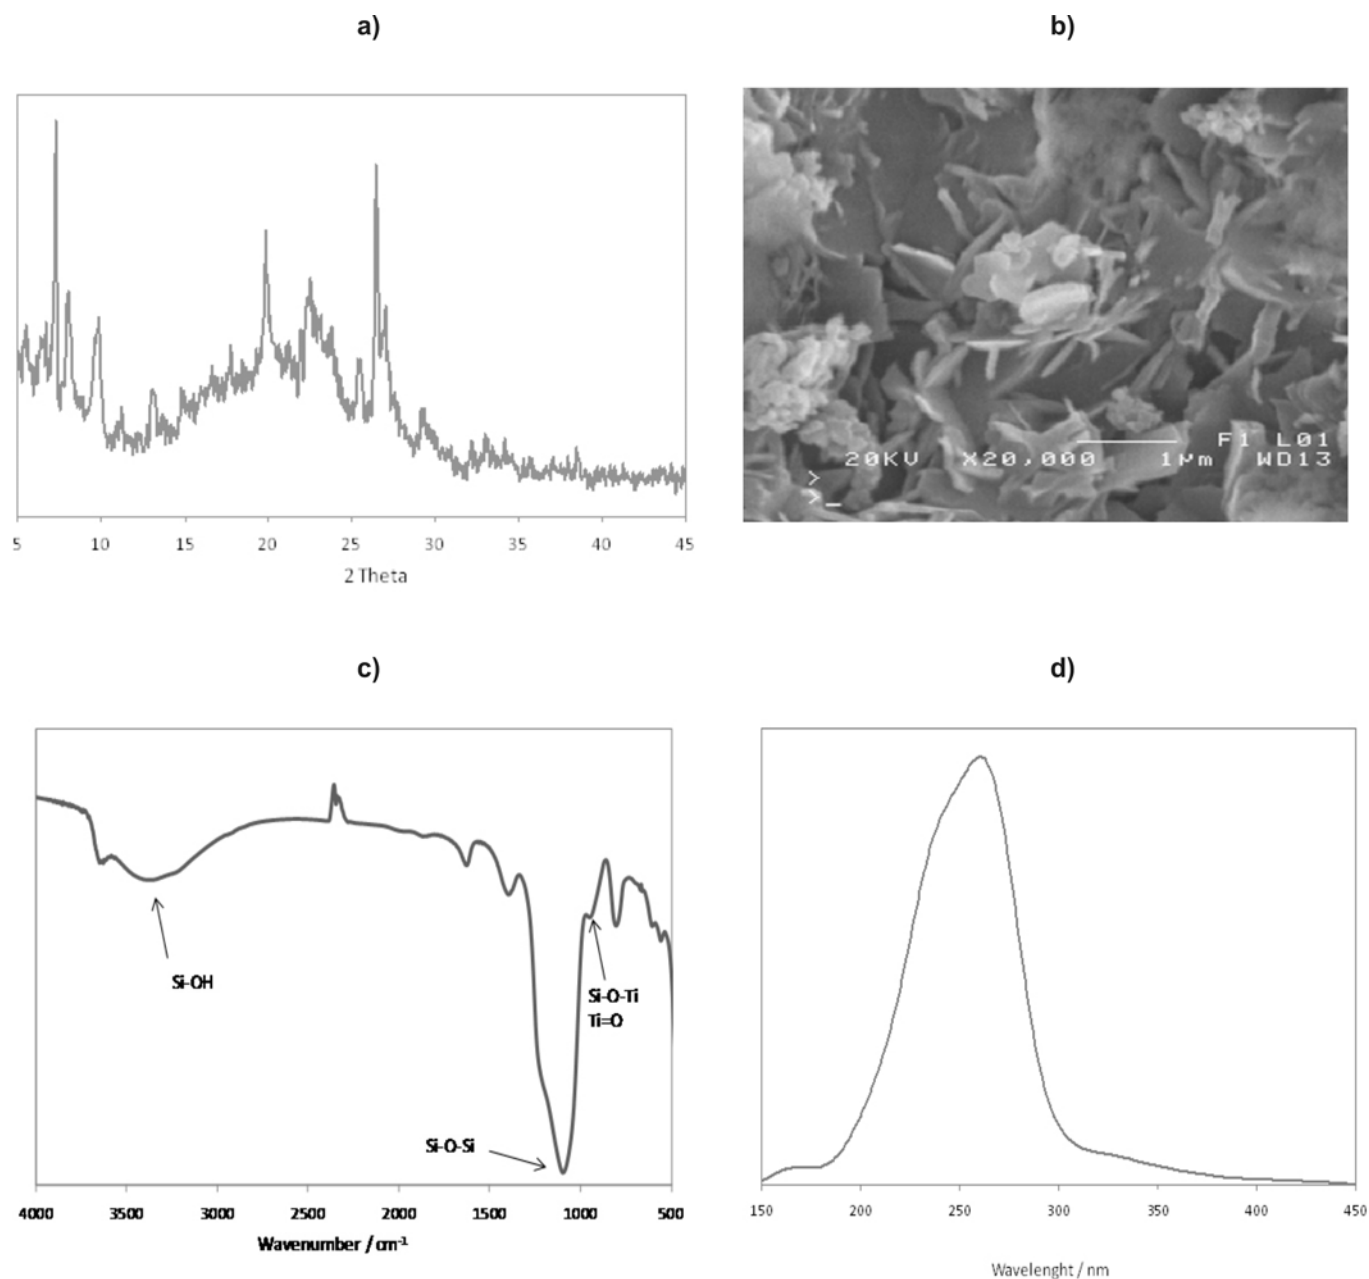 a)
b)
5 10 15 20 25 30 35 40 45
2 Theta
F1 L01
20KV X20,000 1µm WD13
c)
d)
Si-OH
Si-O-Ti
Ti=O
Si-O-Si
4000 3500 3000 2500 2000 1500 1000 500
Wavenumber / cm⁻¹
150 200 260 300 350 400 450
Wavelenght / nm